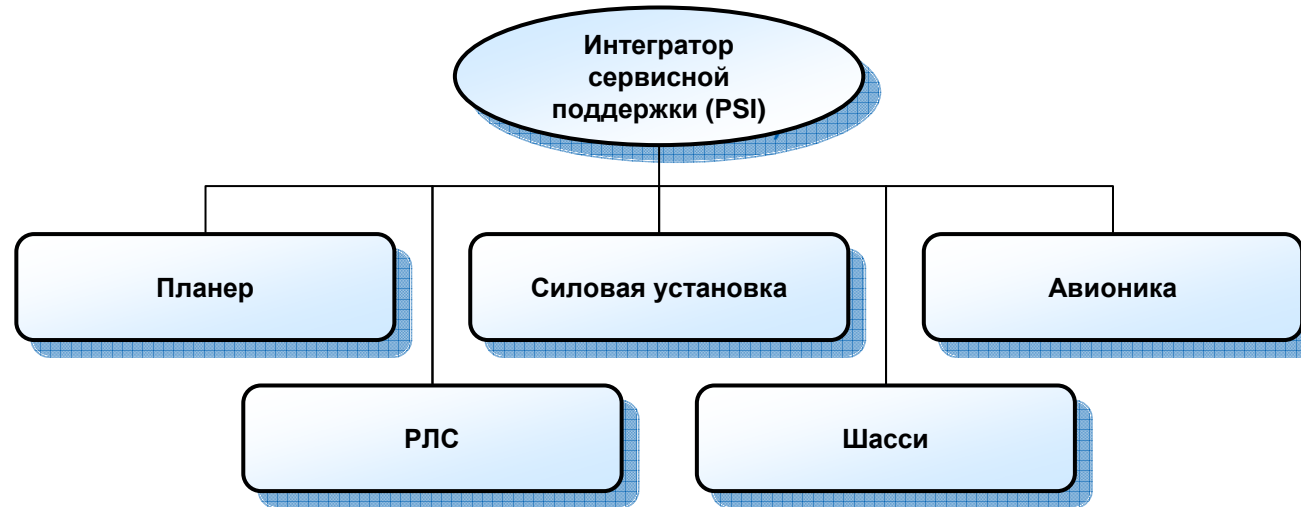 Интегратор
сервисной
поддержки (PSI)
Планер
Силовая установка
Авионика
РЛС
Шасси